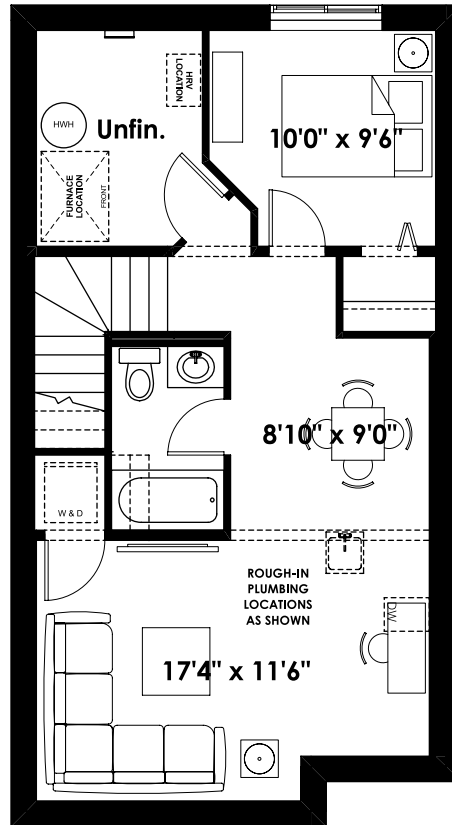 HRV
LOCATION
HWH
Unfin.
FURNACE
LOCATION
FRONT
10'0" x 9'6"
8'10" x 9'0"
W & D
ROUGH-IN
PLUMBING
LOCATIONS
AS SHOWN
DW
17'4" x 11'6"